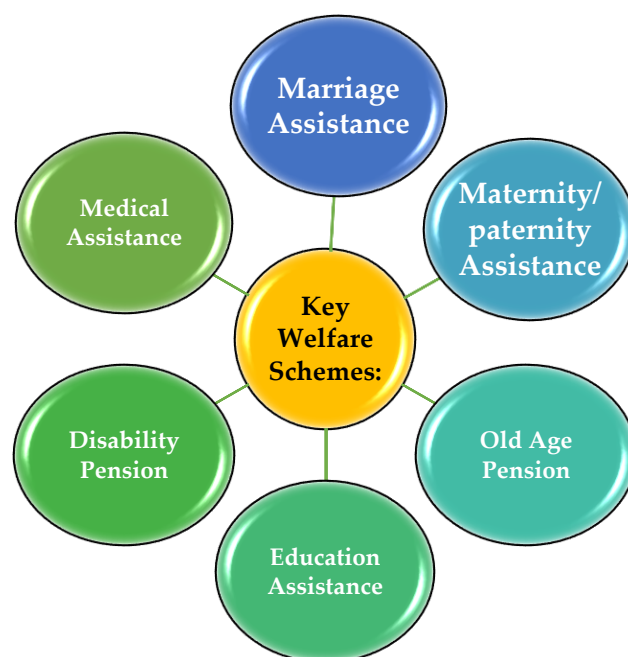 Marriage
Assistance
Maternity/
paternity
Assistance
Medical
Assistance
Key
Welfare
Schemes:
Disability
Pension
Old Age
Pension
Education
Assistance